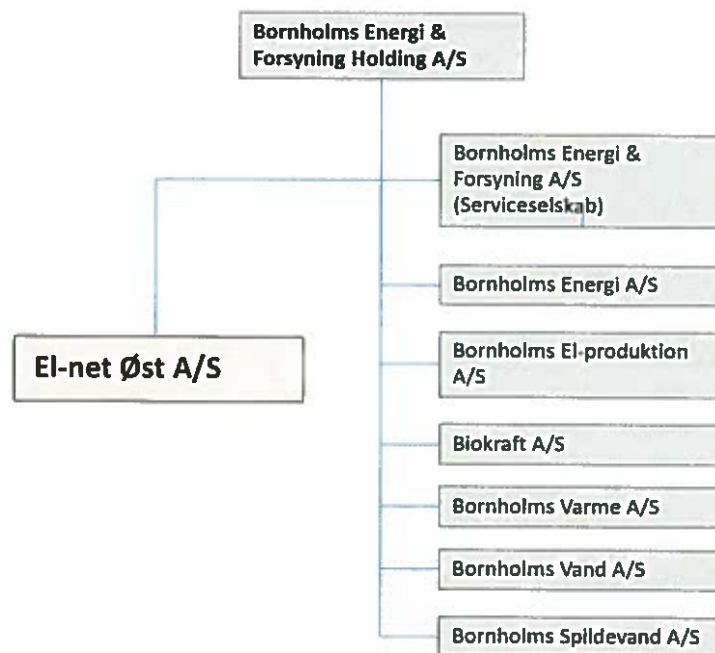 Bornholms Energi &
Forsyning Holding A/S
Bornholms Energi &
Forsyning A/S
(Serviceselskab)
Bornholms Energi A/S
El-net Øst A/S
Bornholms El-produktion
A/S
Biokraft A/S
Bornholms Varme A/S
Bornholms Vand A/S
Bornholms Spildevand A/S